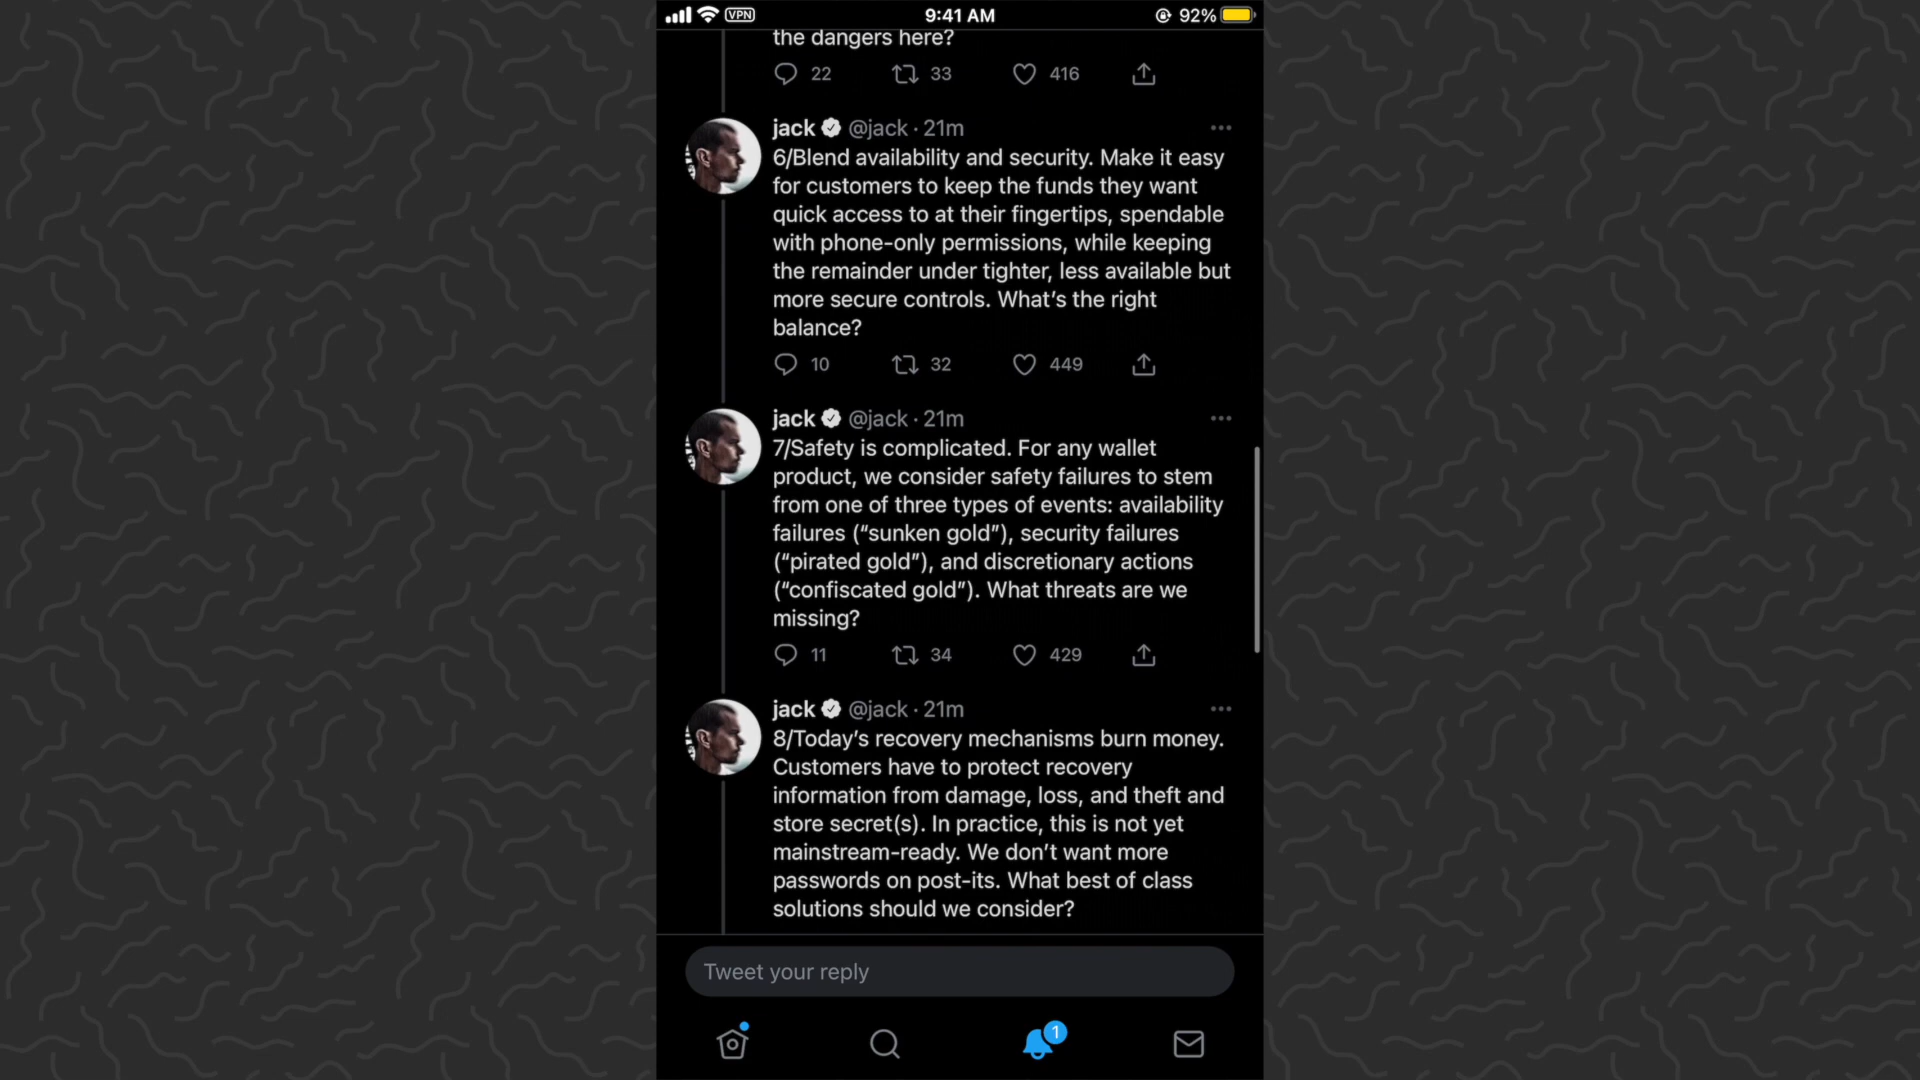 VPN
9:41 AM
92%
the dangers here?
22 33 416
jack @jack · 21m
6/Blend availability and security. Make it easy
for customers to keep the funds they want
quick access to at their fingertips, spendable
with phone-only permissions, while keeping
the remainder under tighter, less available but
more secure controls. What’s the right
balance?
10 32 449
jack @jack · 21m
7/Safety is complicated. For any wallet
product, we consider safety failures to stem
from one of three types of events: availability
failures (“sunken gold”), security failures
(“pirated gold”), and discretionary actions
(“confiscated gold”). What threats are we
missing?
11 34 429
jack @jack · 21m
8/Today’s recovery mechanisms burn money.
Customers have to protect recovery
information from damage, loss, and theft and
store secret(s). In practice, this is not yet
mainstream-ready. We don’t want more
passwords on post-its. What best of class
solutions should we consider?
Tweet your reply
1